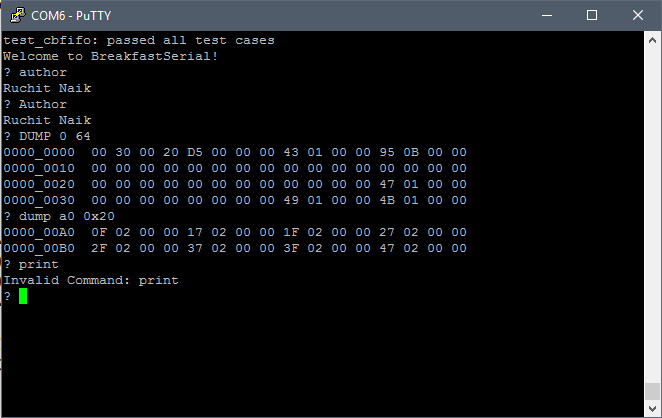 COM6 - PuTTY
test_cbfifo: passed all test cases
Welcome to BreakfastSerial!
? author
Ruchit Naik
? Author
Ruchit Naik
? DUMP 0 64
0000_0000  00 30 00 20 D5 00 00 00 43 01 00 00 95 0B 00 00
0000_0010  00 00 00 00 00 00 00 00 00 00 00 00 00 00 00 00
0000_0020  00 00 00 00 00 00 00 00 00 00 00 00 47 01 00 00
0000_0030  00 00 00 00 00 00 00 00 49 01 00 00 4B 01 00 00
? dump a0 0x20
0000_00A0  0F 02 00 00 17 02 00 00 1F 02 00 00 27 02 00 00
0000_00B0  2F 02 00 00 37 02 00 00 3F 02 00 00 47 02 00 00
? print
Invalid Command: print
?